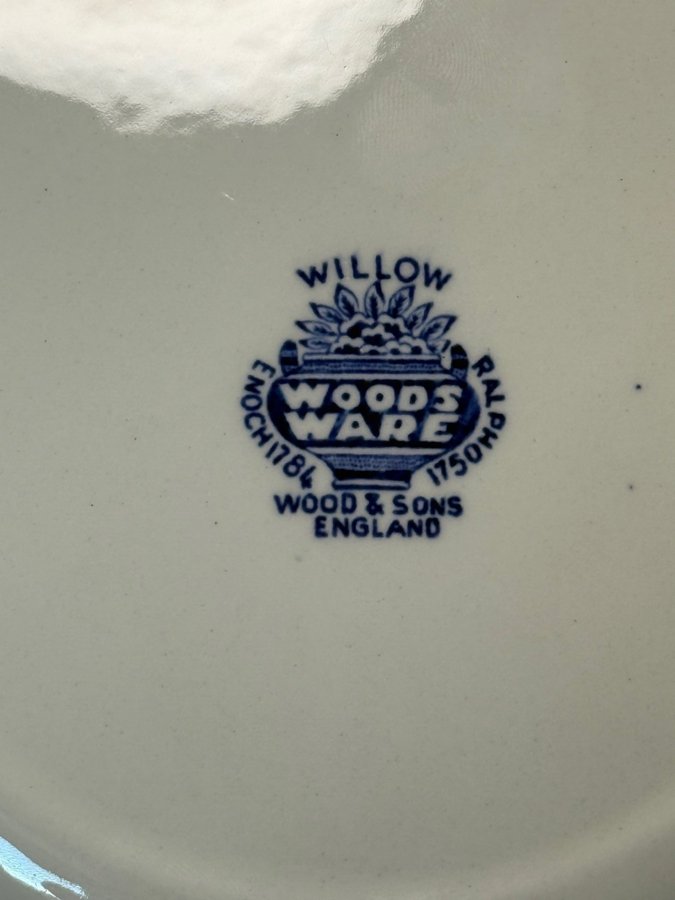 WILLOW
ENOCH 1784
RALPH 1750
WOODS
WARE
WOOD & SONS
ENGLAND